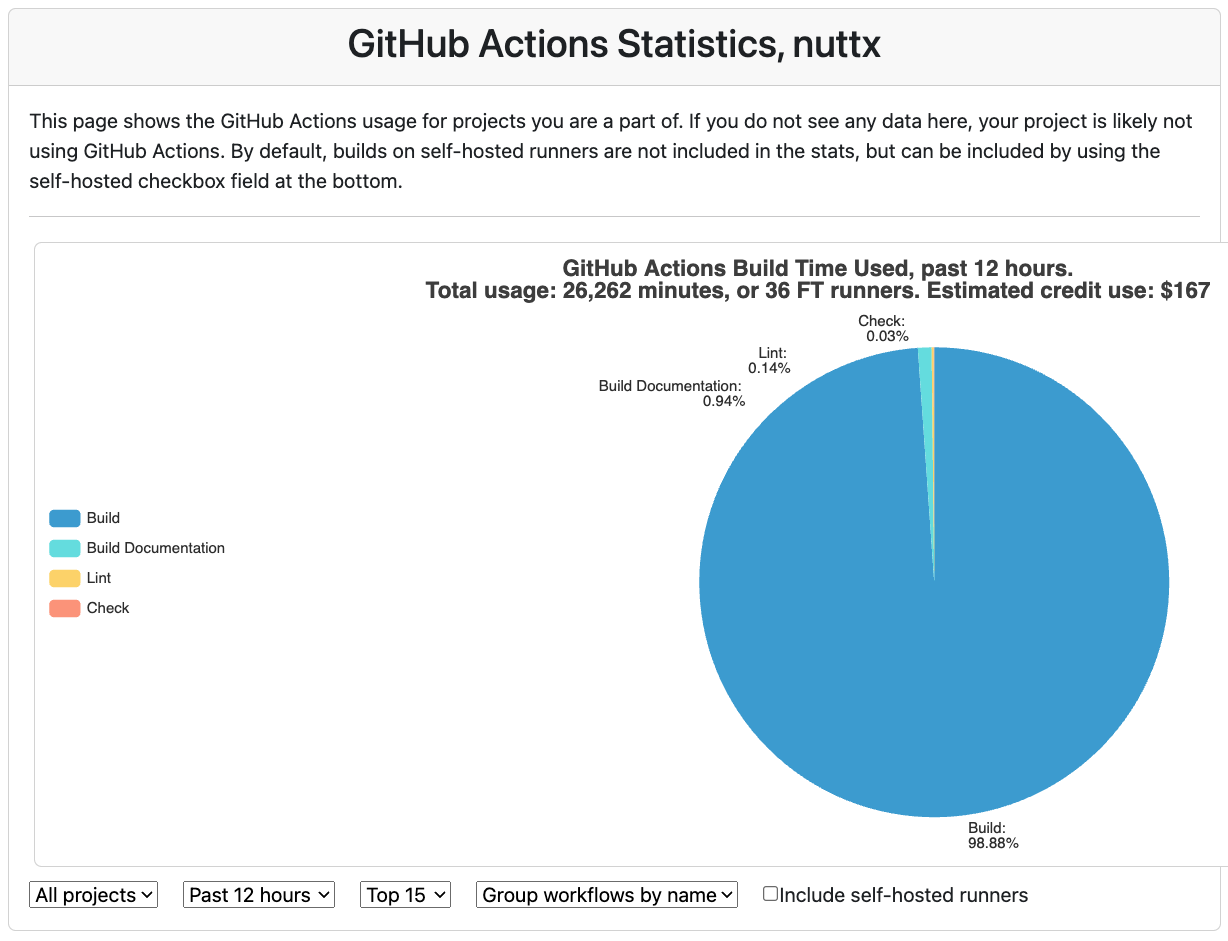 GitHub Actions Statistics, nuttx
This page shows the GitHub Actions usage for projects you are a part of. If you do not see any data here, your project is likely not
using GitHub Actions. By default, builds on self-hosted runners are not included in the stats, but can be included by using the
self-hosted checkbox field at the bottom.
GitHub Actions Build Time Used, past 12 hours.
Total usage: 26,262 minutes, or 36 FT runners. Estimated credit use: $167
Check:
0.03%
Lint:
0.14%
Build Documentation:
0.94%
Build
Build Documentation
Lint
Check
Build:
98.88%
All projects
Past 12 hours
Top 15
Group workflows by name
Include self-hosted runners